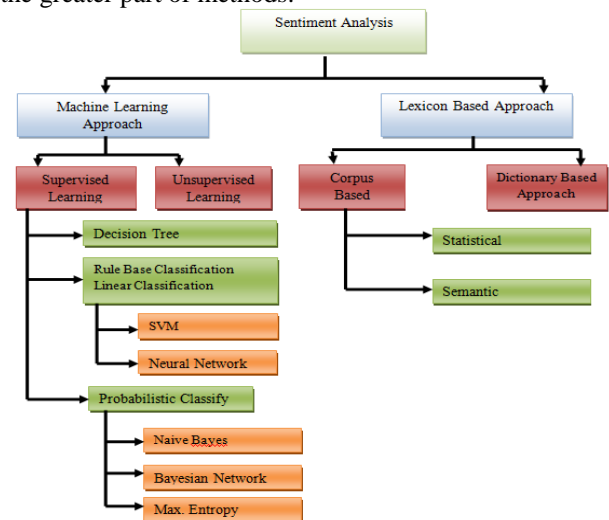 the greater part of methods.
Sentiment Analysis
Machine Learning
Approach
Lexicon Based Approach
Supervised
Learning
Unsupervised
Learning
Corpus
Based
Dictionary Based
Approach
Decision Tree
Statistical
Rule Base Classification
Linear Classification
Semantic
SVM
Neural Network
Probabilistic Classify
Naive Bayes
Bayesian Network
Max. Entropy